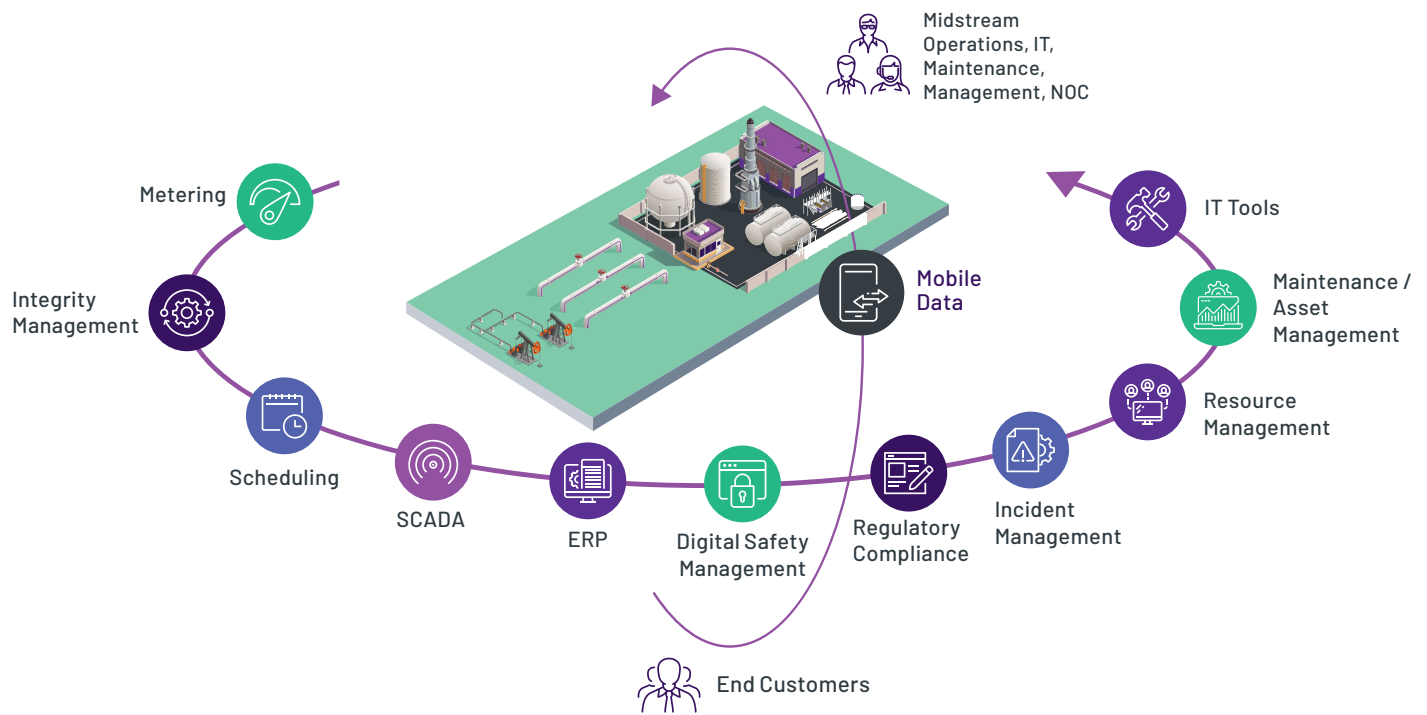 Midstream
Operations, IT,
Maintenance,
Management, NOC
Metering
IT Tools
Mobile
Data
Integrity
Management
Maintenance /
Asset
Management
Resource
Management
Scheduling
SCADA
ERP
Digital Safety
Management
Regulatory
Compliance
Incident
Management
End Customers